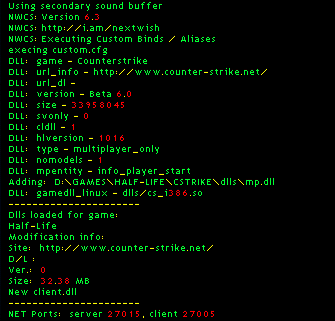 Using secondary sound buffer
NWCS: Version 6.3
NWCS: http://i.am/nextwish
NWCS: Executing Custom Binds / Aliases
execing custom.cfg
DLL:  game - Counterstrike
DLL:  url_info - http://www.counter-strike.net/
DLL:  url_dl -
DLL:  version - Beta 6.0
DLL:  size - 33958045
DLL:  svonly - 0
DLL:  cldll - 1
DLL:  hlversion - 1016
DLL:  type - multiplayer_only
DLL:  nomodels - 1
DLL:  mpentity - info_player_start
Adding:  D:\GAMES\HALF-LIFE\CSTRIKE\dlls\mp.dll
DLL:  gamedll_linux - dlls/cs_i386.so
----------------------
Dlls loaded for game:
Half-Life
Modification info:
Site:  http://www.counter-strike.net/
D/L :
Ver.:  0
Size:  32.38 MB
New client.dll
----------------------
NET Ports:  server 27015, client 27005